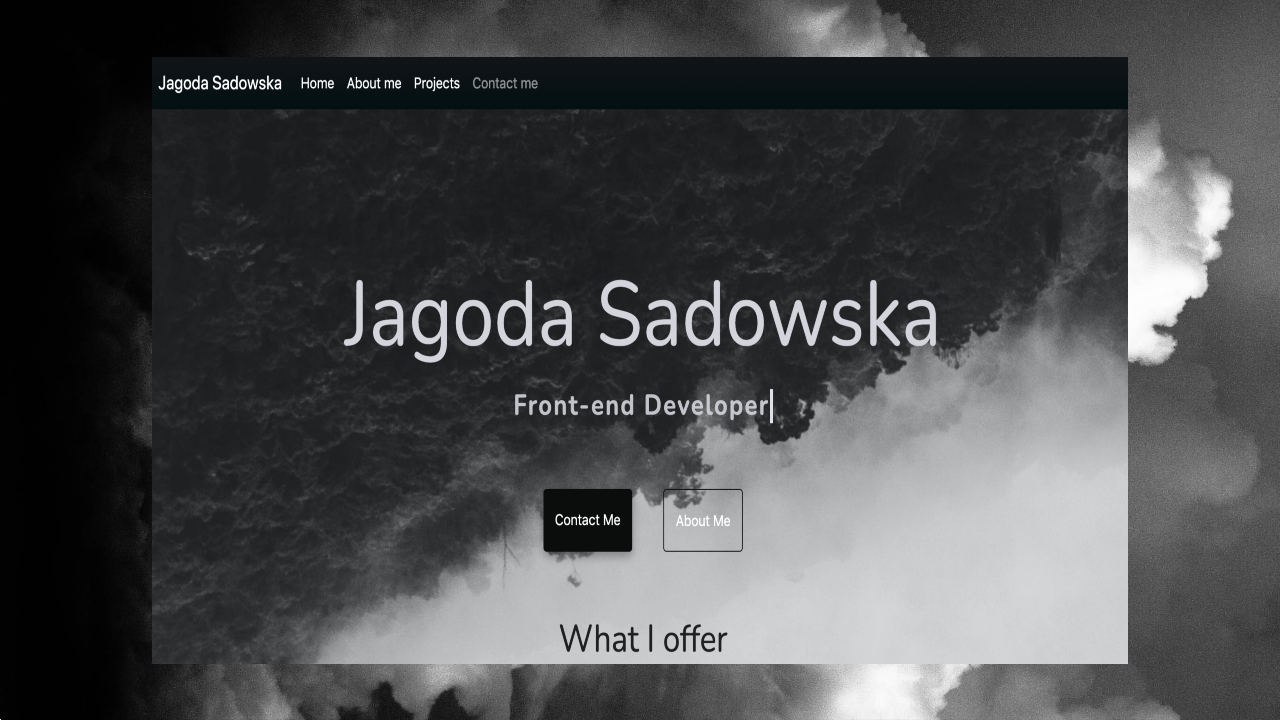 Jagoda Sadowska Home About me Projects Contact me
Jagoda Sadowska
Front-end Developer
Contact Me About Me
What I offer